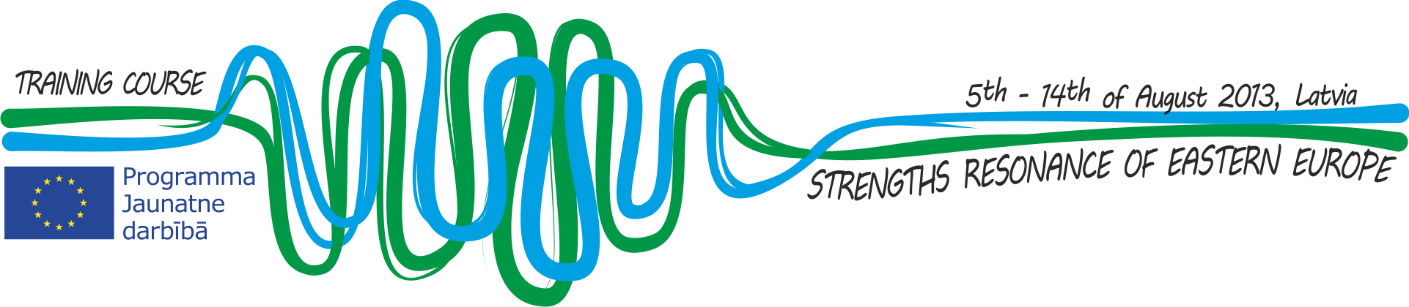 TRAINING COURSE
5th - 14th of August 2013, Latvia
STRENGTHS RESONANCE OF EASTERN EUROPE
Programma
Jaunatne
darbībā